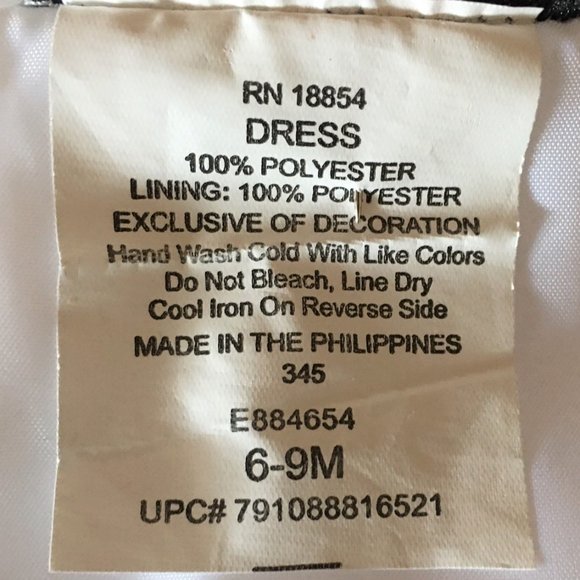 RN 18854
DRESS
100% POLYESTER
LINING: 100% POLYESTER
EXCLUSIVE OF DECORATION
Hand Wash Cold With Like Colors
Do Not Bleach, Line Dry
Cool Iron On Reverse Side
MADE IN THE PHILIPPINES
345
E884654
6-9M
UPC# 791088816521